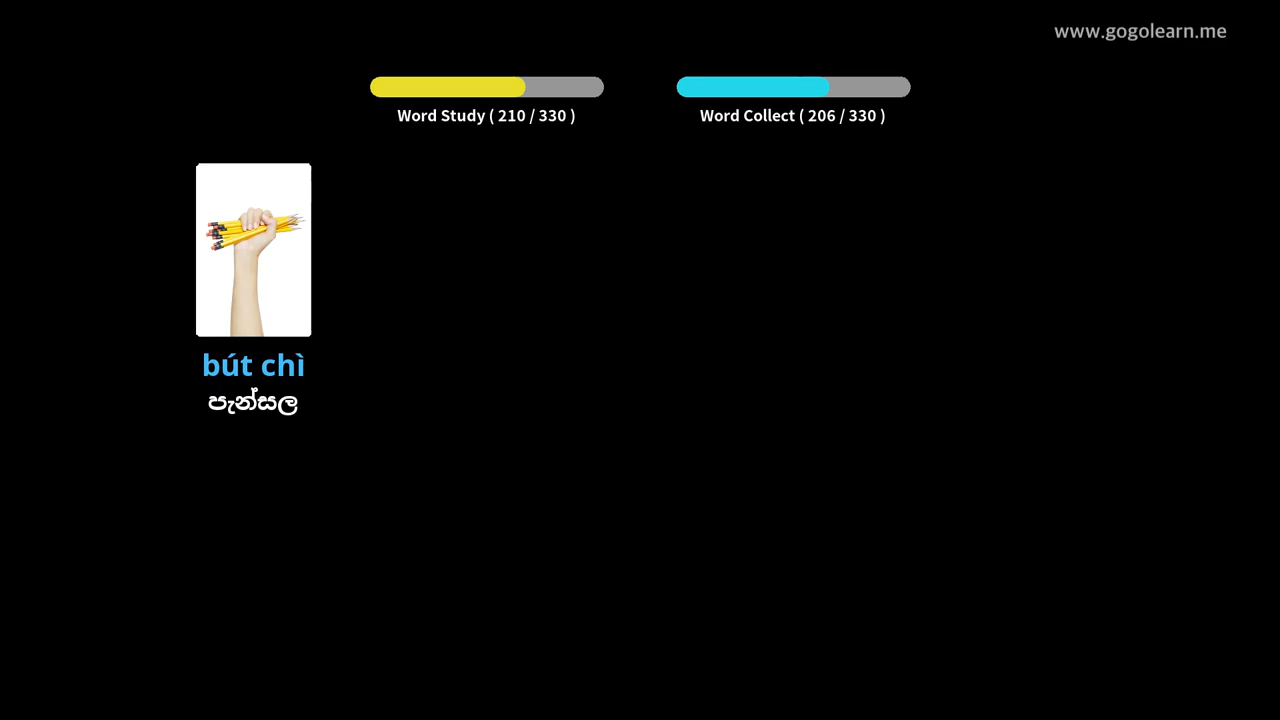 www.gogolearn.me
Word Study ( 210 / 330 )
Word Collect ( 206 / 330 )
bút chì
පැන්සල